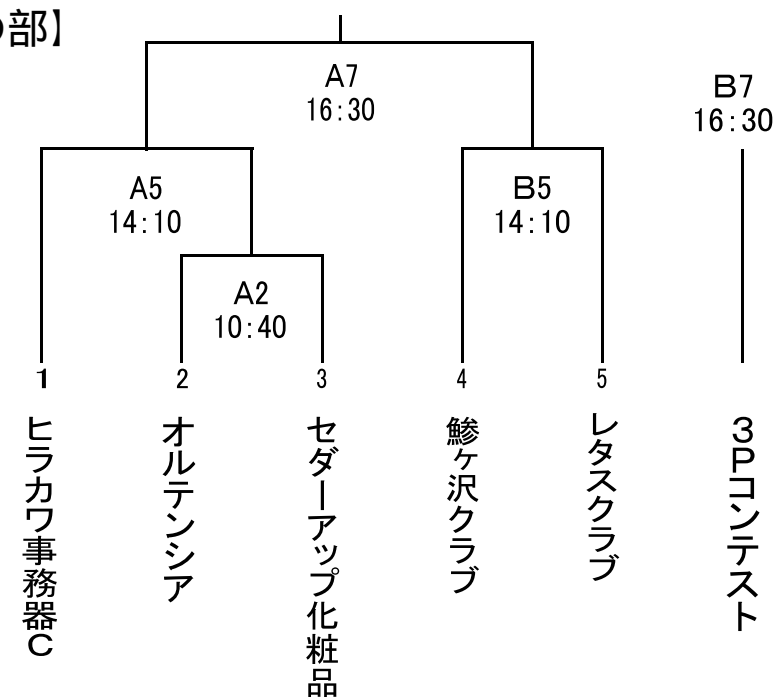 の部】
A7
16:30
B7
16:30
A5
14:10
B5
14:10
A2
10:40
1
2
3
4
5
ヒラカワ事務器C
オルテンシア
セダーアップ化粧品
鯵ヶ沢クラブ
レタスクラブ
3Pコンテスト